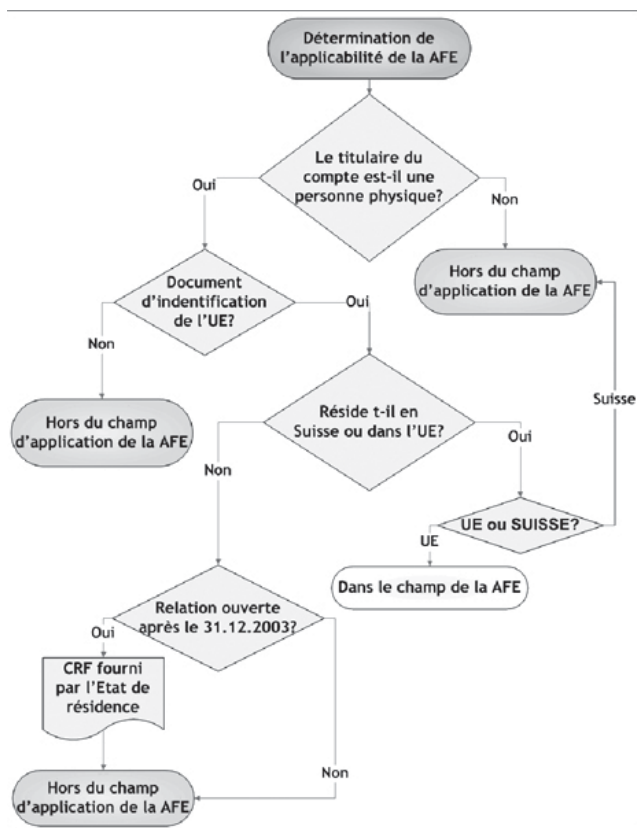 Détermination de
l'applicabilité de la AFE
Le titulaire du
compte est-il une
personne physique?
Oui
Non
Document
d'indentification
de l'UE?
Hors du champ
d'application de la AFE
Oui
Non
Hors du champ
d'application de la AFE
Réside t-il en
Suisse ou dans l'UE?
Suisse
Oui
Non
UE ou SUISSE?
UE
Dans le champ de la AFE
Relation ouverte
après le 31.12.2003?
Oui
CRF fourni
par l'Etat de
résidence
Non
Hors du champ
d'application de la AFE